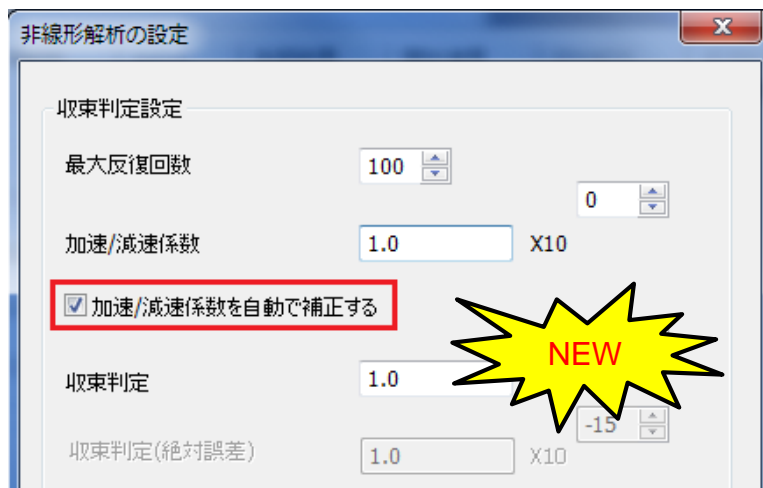 非線形解析の設定
収束判定設定
最大反復回数 100
0
加速/減速係数 1.0 X10
加速/減速係数を自動で補正する
NEW
収束判定 1.0
-15
収束判定(絶対誤差) 1.0 X10